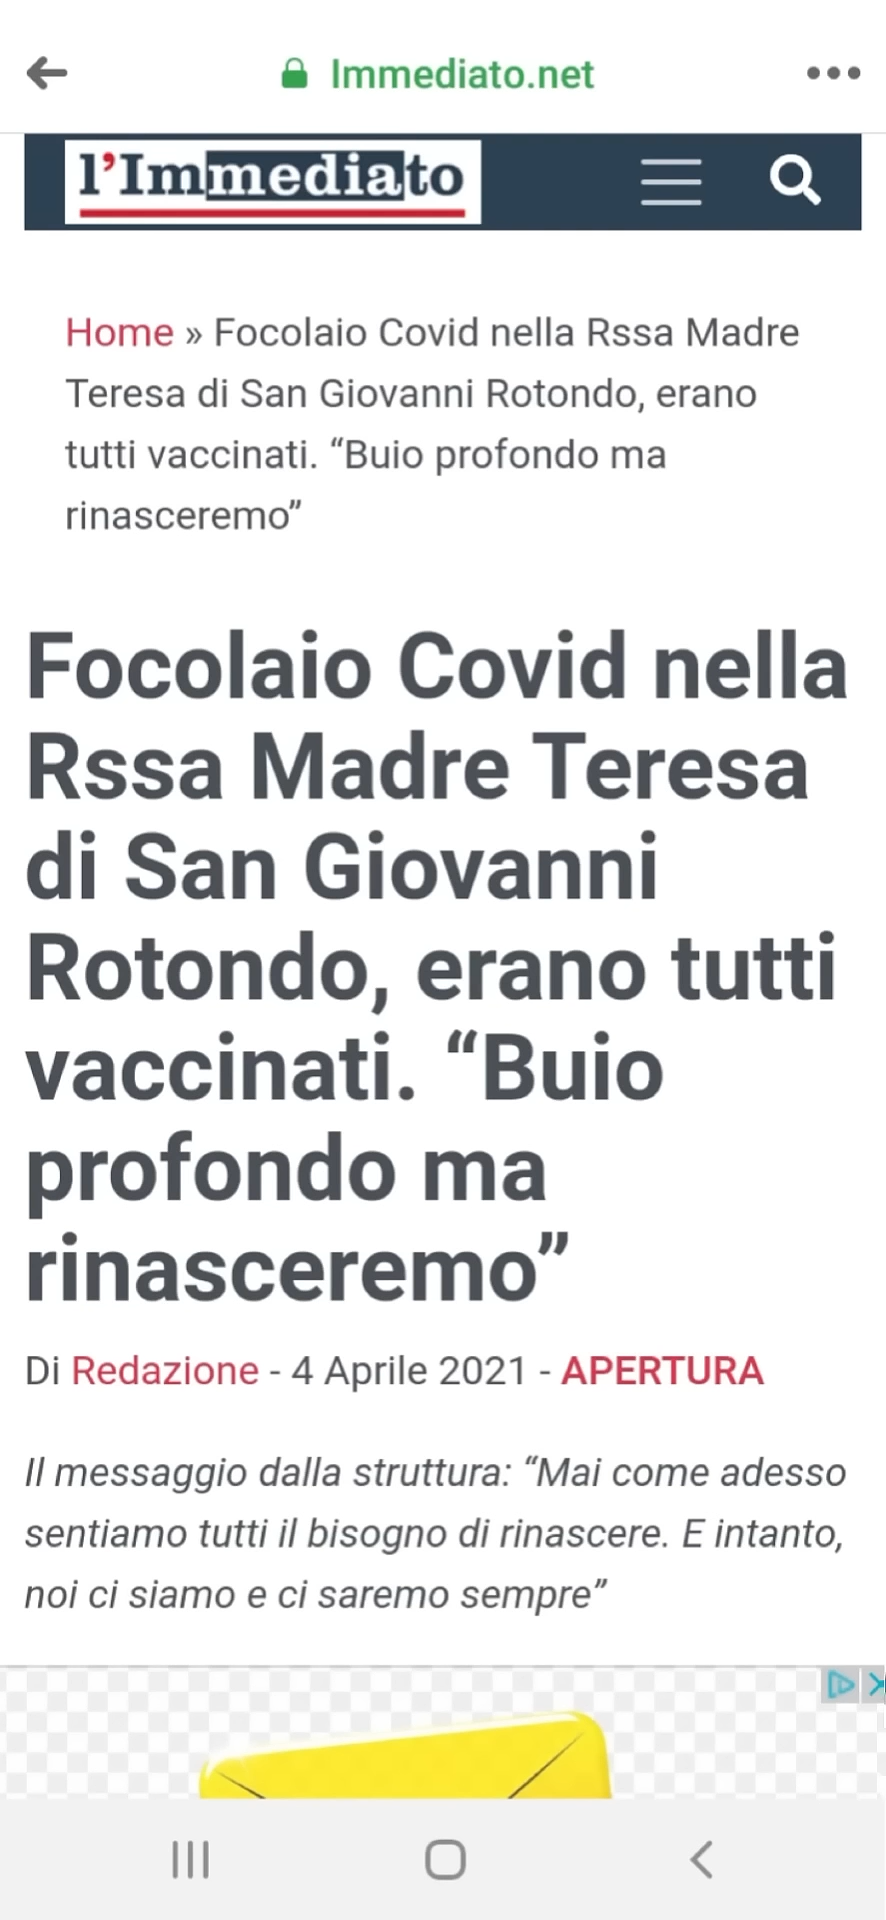 Immediato.net
l'Immediato
Home » Focolaio Covid nella Rssa Madre
Teresa di San Giovanni Rotondo, erano
tutti vaccinati. “Buio profondo ma
rinasceremo”
Focolaio Covid nella
Rssa Madre Teresa
di San Giovanni
Rotondo, erano tutti
vaccinati. “Buio
profondo ma
rinasceremo”
Di Redazione - 4 Aprile 2021 - APERTURA
Il messaggio dalla struttura: “Mai come adesso
sentiamo tutti il bisogno di rinascere. E intanto,
noi ci siamo e ci saremo sempre”